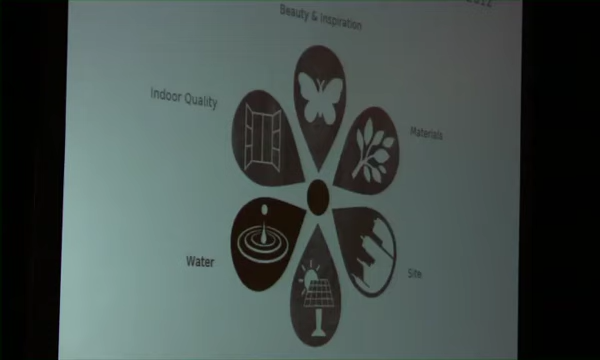 Beauty & Inspiration
Indoor Quality
Materials
Water
Site